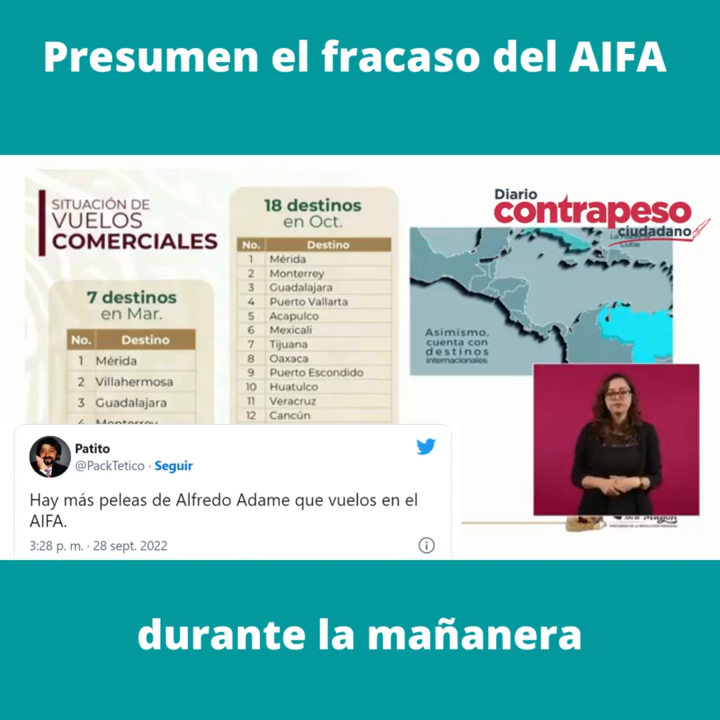 Presumen el fracaso del AIFA
SITUACIÓN DE
VUELOS
COMERCIALES
7 destinos
en Mar.
No. Destino
1 Mérida
2 Villahermosa
3 Guadalajara
4 Monterrey
18 destinos
en Oct.
No. Destino
1 Mérida
2 Monterrey
3 Guadalajara
4 Puerto Vallarta
5 Acapulco
6 Mexicali
7 Tijuana
8 Oaxaca
9 Puerto Escondido
10 Huatulco
11 Veracruz
12 Cancún
Diario
contrapeso
ciudadano
Cuba
Asimismo,
cuenta con
destinos
internacionales:
Patito
@PackTetico · Seguir
Hay más peleas de Alfredo Adame que vuelos en el
AIFA.
3:28 p. m. · 28 sept. 2022
durante la mañanera